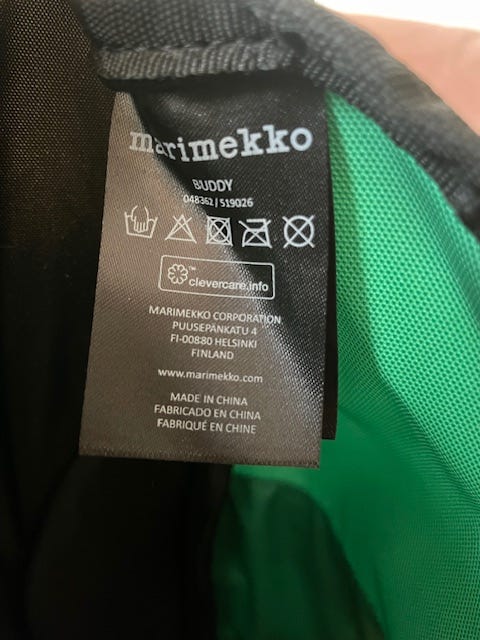 marimekko
BUDDY
048362 / 519026
™
clevercare.info
MARIMEKKO CORPORATION
PUUSEPÄNKATU 4
FI-00880 HELSINKI
FINLAND
www.marimekko.com
MADE IN CHINA
FABRICADO EN CHINA
FABRIQUÉ EN CHINE